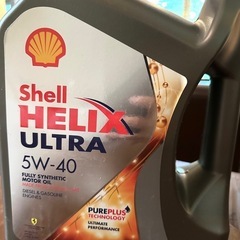 Shell
HELIX
ULTRA
5W-40
FULLY SYNTHETIC
MOTOR OIL
DIESEL & GASOLINE
ENGINES
PUREPLUS
TECHNOLOGY
ULTIMATE
PERFORMANCE